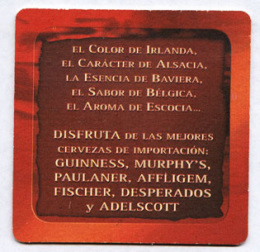 EL COLOR DE IRLANDA,
EL CARÁCTER DE ALSACIA,
LA ESENCIA DE BAVIERA,
EL SABOR DE BÉLGICA,
EL AROMA DE ESCOCIA...
DISFRUTA DE LAS MEJORES
CERVEZAS DE IMPORTACIÓN:
GUINNESS, MURPHY'S,
PAULANER, AFFLIGEM,
FISCHER, DESPERADOS
y ADELSCOTT